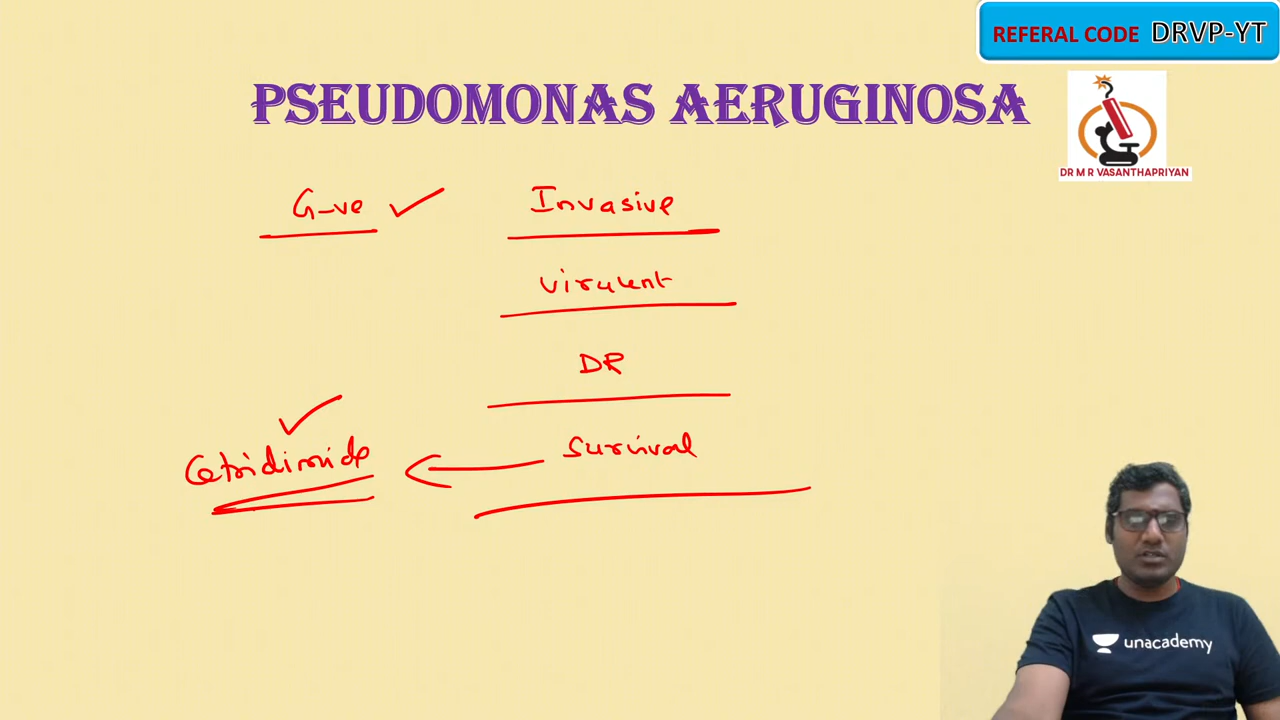 REFERAL CODE DRVP-YT
PSEUDOMONAS AERUGINOSA
DR M R VASANTHAPRIYAN
G-ve Invasive
Virulent
DR
Survival
Cetridimide
unacademy